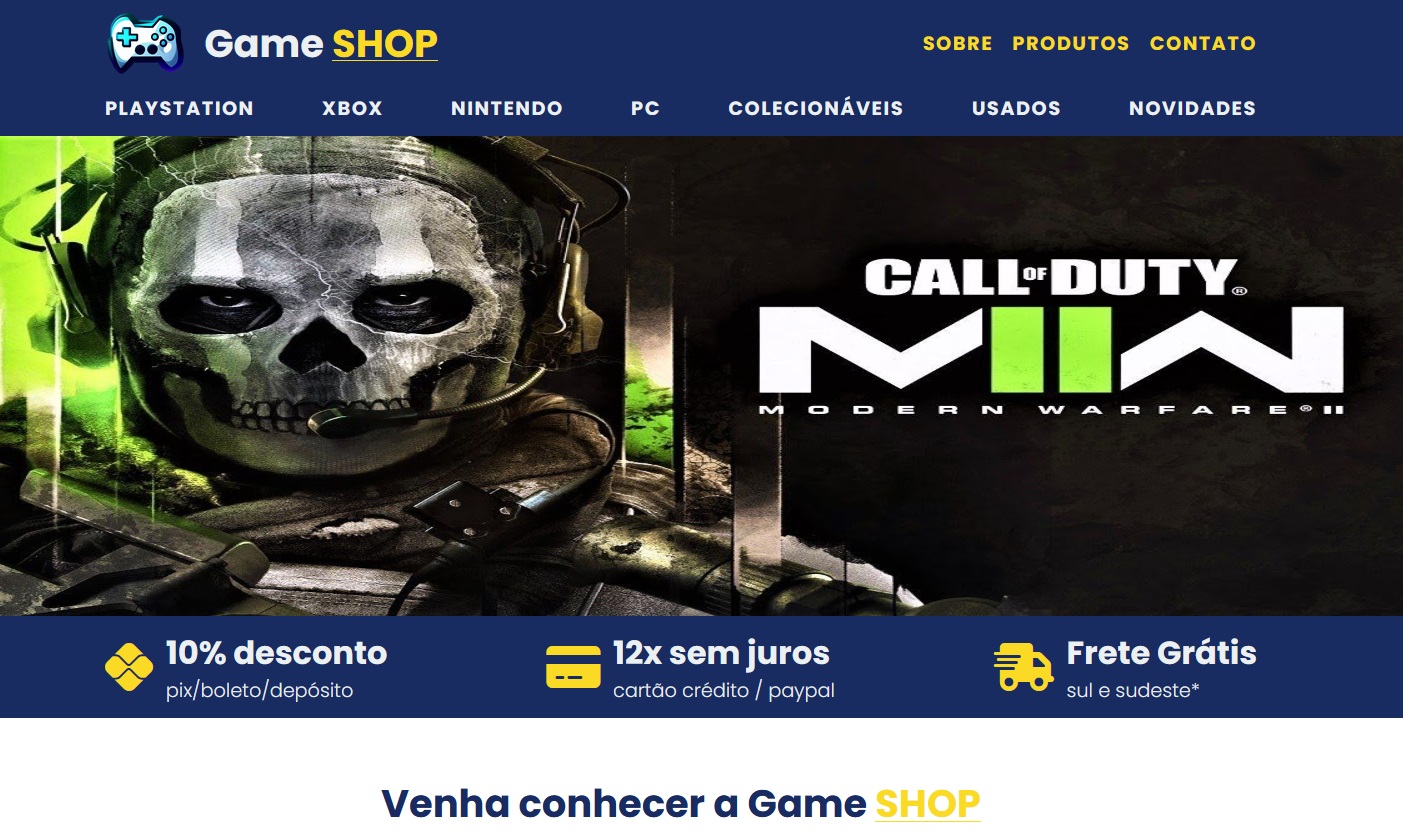 Game SHOP
SOBRE PRODUTOS CONTATO
PLAYSTATION XBOX NINTENDO PC COLECIONÁVEIS USADOS NOVIDADES
CALL OF DUTY®
MIIW
MODERN WARFARE® II
10% desconto
pix/boleto/depósito
12x sem juros
cartão crédito / paypal
Frete Grátis
sul e sudeste*
Venha conhecer a Game SHOP